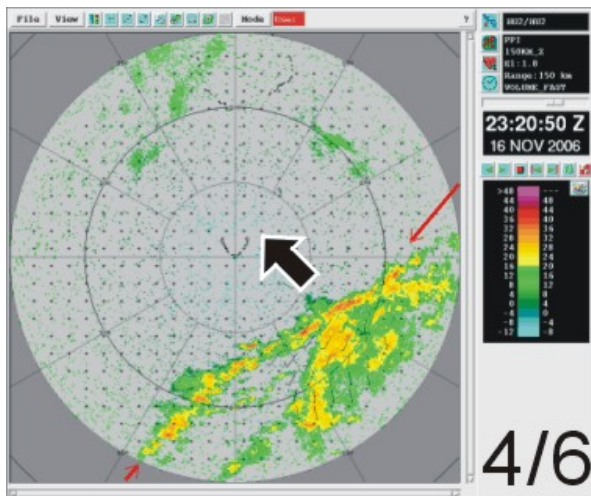 File View Mode User ?
HU2/HU2
PPI
150KM_Z
El:1.0
Range:150 km
VOLUME_FAST
23:20:50 Z
16 NOV 2006
>48 ---
44 48
40 44
36 40
32 36
28 32
24 28
20 24
16 20
12 16
8 12
4 8
0 4
-4 0
-8 -4
-12 -8
4/6